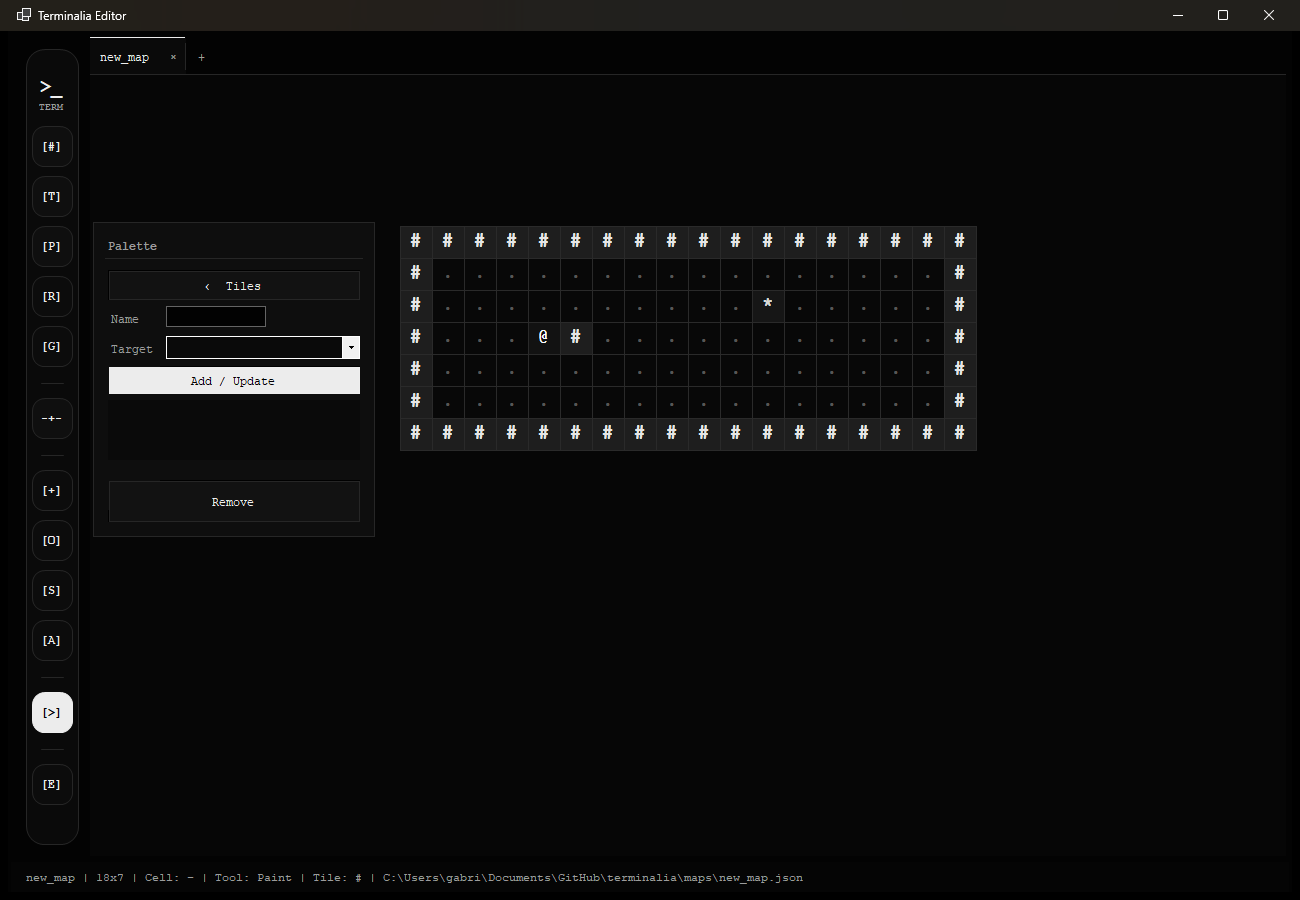 Terminalia Editor
new_map × +
>_
TERM
[#]
[T]
[P]
[R]
[G]
-+-
[+]
[O]
[S]
[A]
[>]
[E]
Palette
‹ Tiles
Name
Target
Add / Update
Remove
# # # # # # # # # # # # # # # # # #
# . . . . . . . . . . . . . . . . #
# . . . . . . . . . . * . . . . . #
# . . . @ # . . . . . . . . . . . #
# . . . . . . . . . . . . . . . . #
# . . . . . . . . . . . . . . . . #
# # # # # # # # # # # # # # # # # #
new_map | 18x7 | Cell: - | Tool: Paint | Tile: # | C:\Users\gabri\Documents\GitHub\terminalia\maps\new_map.json